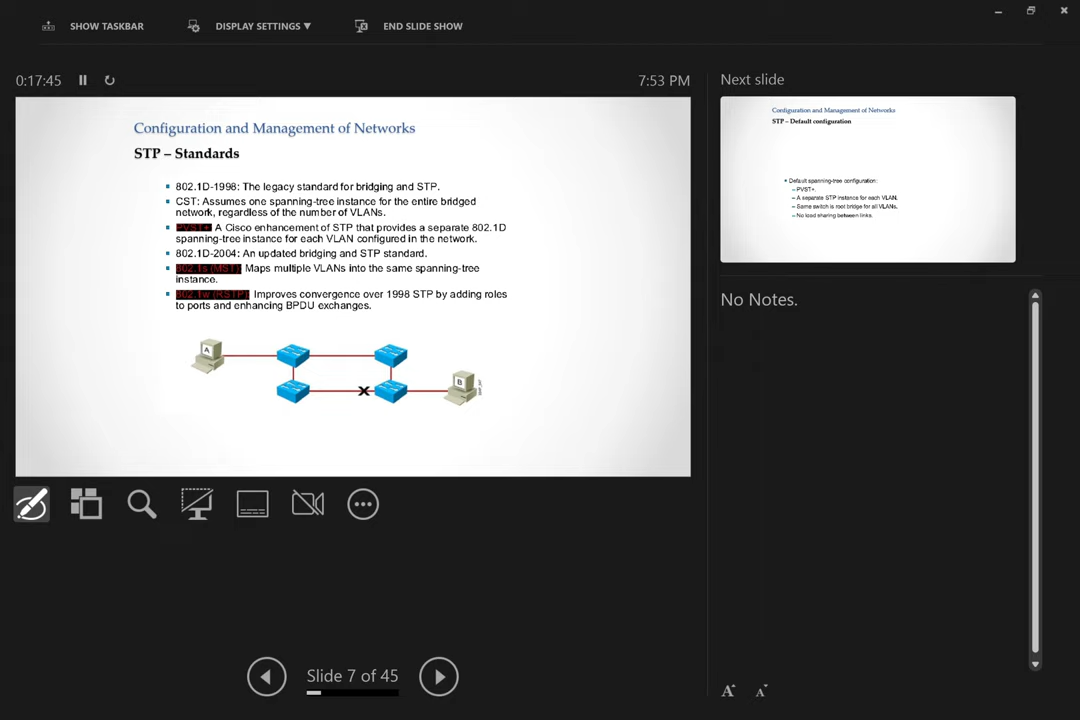 SHOW TASKBAR
DISPLAY SETTINGS ▼
END SLIDE SHOW
0:17:45
7:53 PM
Configuration and Management of Networks
STP – Standards
802.1D-1998: The legacy standard for bridging and STP.
CST: Assumes one spanning-tree instance for the entire bridged
network, regardless of the number of VLANs.
PVST+: A Cisco enhancement of STP that provides a separate 802.1D
spanning-tree instance for each VLAN configured in the network.
802.1D-2004: An updated bridging and STP standard.
802.1s (MST): Maps multiple VLANs into the same spanning-tree
instance.
802.1w (RSTP): Improves convergence over 1998 STP by adding roles
to ports and enhancing BPDU exchanges.
A
X
B
Next slide
Configuration and Management of Networks
STP – Default configuration
Default spanning-tree configuration:
– PVST+.
– A separate STP instance for each VLAN.
– Same switch is root bridge for all VLANs.
– No load sharing between links.
No Notes.
Slide 7 of 45
A A